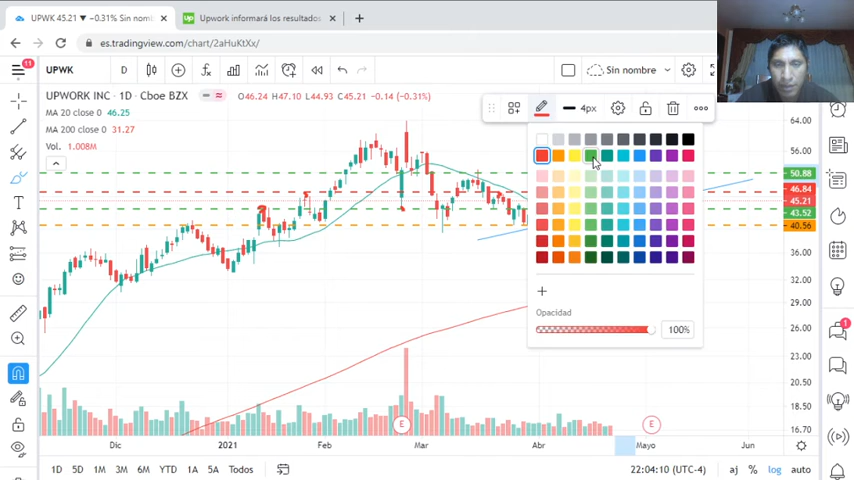 UPWK 45.21 ▼ −0.31% Sin nombre
Upwork informará los resultados
es.tradingview.com/chart/2aHuKtXx/
11
UPWK
D
Sin nombre
UPWORK INC · 1D · Cboe BZX
O46.24 H47.10 L44.93 C45.21 −0.14 (−0.31%)
MA 20 close 0 46.25
MA 200 close 0 31.27
Vol. 1.008M
4px
64.00
56.00
50.88
46.84
45.21
43.52
40.56
36.00
32.00
29.00
26.00
23.00
20.50
18.50
16.70
Opacidad
100%
E
E
1
Dic
2021
Feb
Mar
Abr
Mayo
Jun
1D 5D 1M 3M 6M YTD 1A 5A Todos
22:04:10 (UTC-4)
aj % log auto